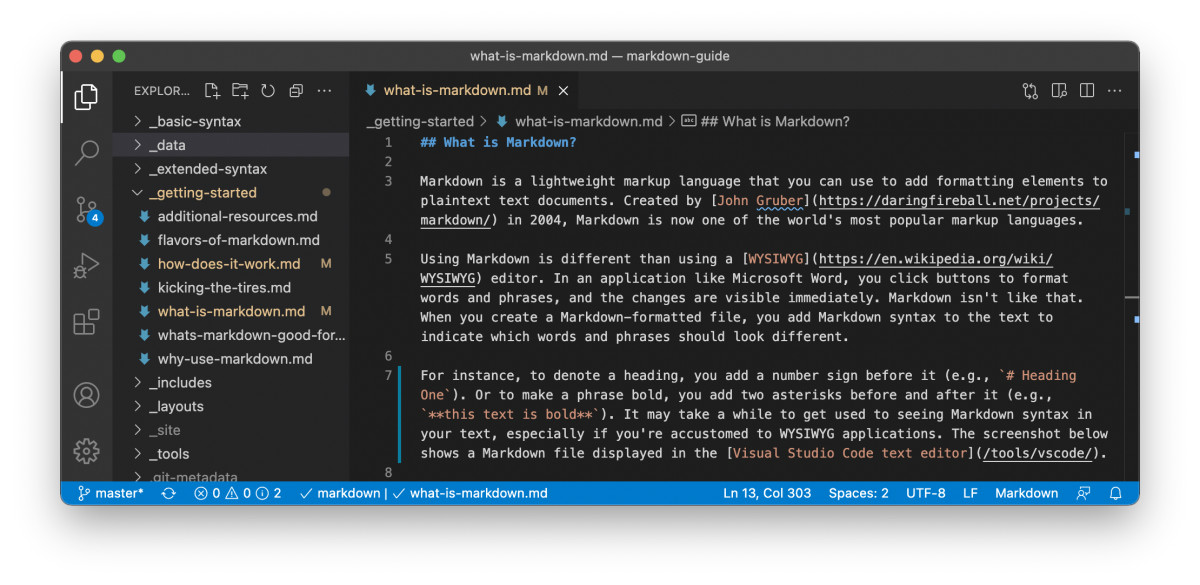 what-is-markdown.md — markdown-guide
EXPLOR...
what-is-markdown.md M
_getting-started > what-is-markdown.md > ## What is Markdown?
_basic-syntax
_data
_extended-syntax
_getting-started
additional-resources.md
flavors-of-markdown.md
how-does-it-work.md M
kicking-the-tires.md
what-is-markdown.md M
whats-markdown-good-for...
why-use-markdown.md
_includes
_layouts
_site
_tools
.git-metadata
4
1 ## What is Markdown?
2
3 Markdown is a lightweight markup language that you can use to add formatting elements to
plaintext text documents. Created by [John Gruber](https://daringfireball.net/projects/
markdown/) in 2004, Markdown is now one of the world's most popular markup languages.
4
5 Using Markdown is different than using a [WYSIWYG](https://en.wikipedia.org/wiki/
WYSIWYG) editor. In an application like Microsoft Word, you click buttons to format
words and phrases, and the changes are visible immediately. Markdown isn't like that.
When you create a Markdown-formatted file, you add Markdown syntax to the text to
indicate which words and phrases should look different.
6
7 For instance, to denote a heading, you add a number sign before it (e.g., `# Heading
One`). Or to make a phrase bold, you add two asterisks before and after it (e.g.,
`**this text is bold**`). It may take a while to get used to seeing Markdown syntax in
your text, especially if you're accustomed to WYSIWYG applications. The screenshot below
shows a Markdown file displayed in the [Visual Studio Code text editor](/tools/vscode/).
8
master* 0 0 2 ✓ markdown | ✓ what-is-markdown.md Ln 13, Col 303 Spaces: 2 UTF-8 LF Markdown